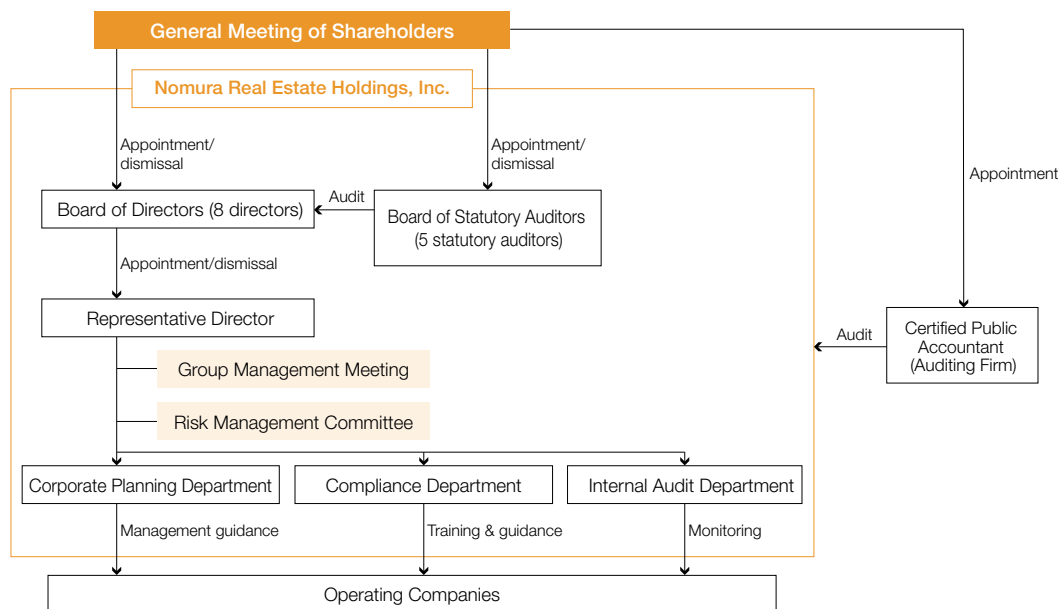 General Meeting of Shareholders
Nomura Real Estate Holdings, Inc.
Appointment/
dismissal
Appointment/
dismissal
Appointment
Board of Directors (8 directors)
Audit
Board of Statutory Auditors
(5 statutory auditors)
Appointment/dismissal
Representative Director
Audit
Certified Public
Accountant
(Auditing Firm)
Group Management Meeting
Risk Management Committee
Corporate Planning Department
Compliance Department
Internal Audit Department
Management guidance
Training & guidance
Monitoring
Operating Companies